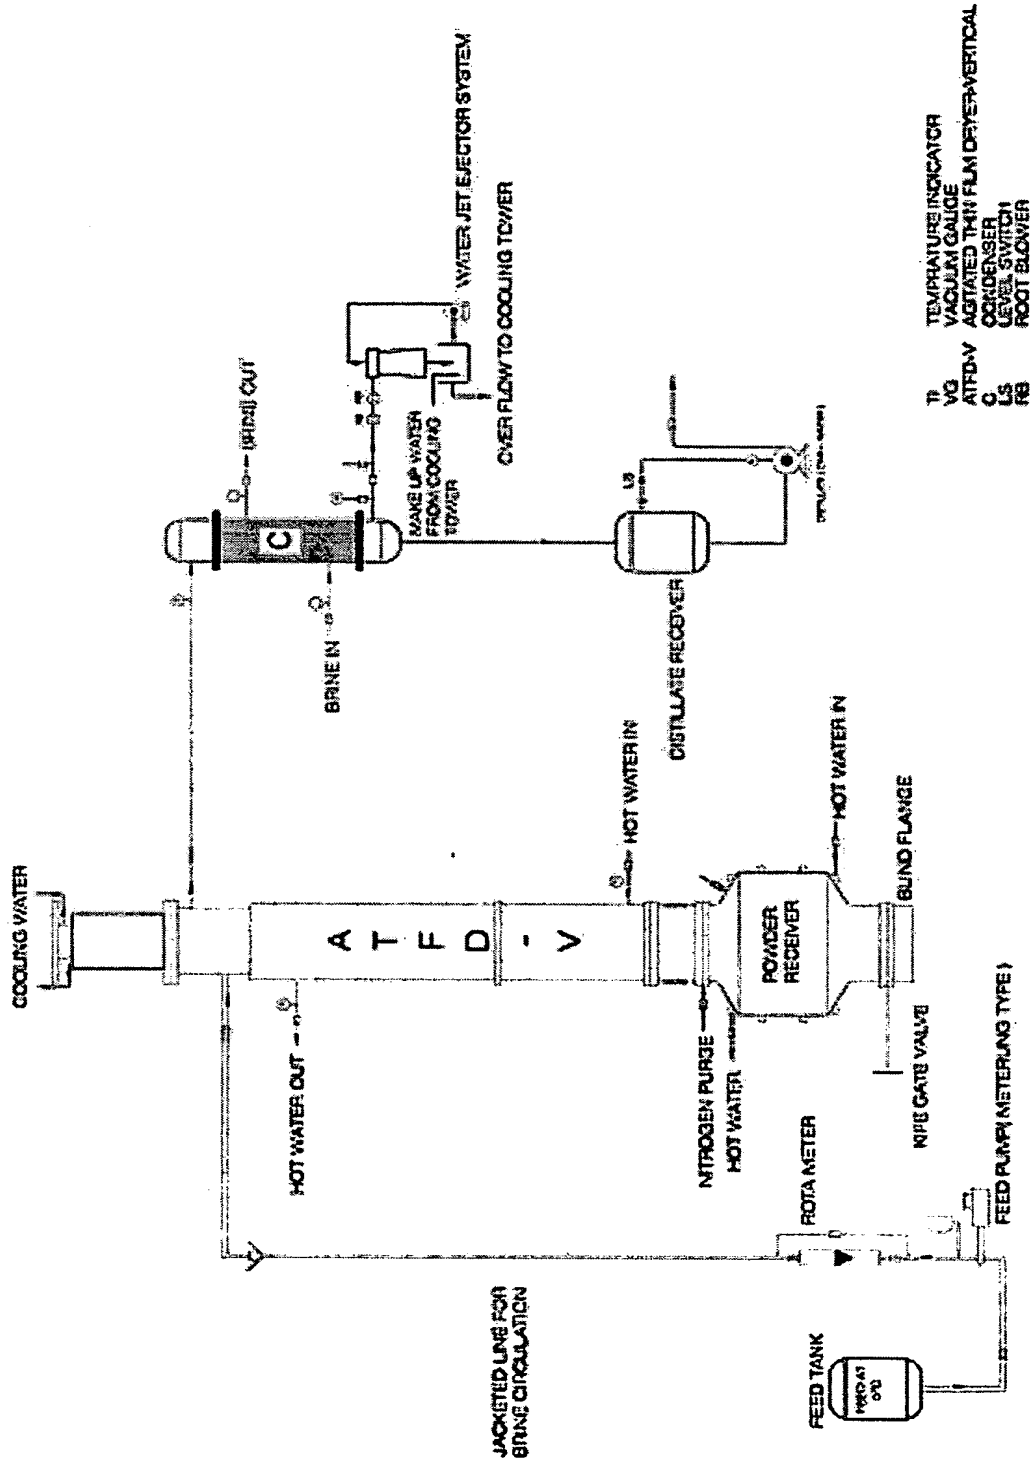 COOLING WATER
HOT WATER OUT
JACKETED LINE FOR
BRINE CIRCULATION
A
T
F
D
-
V
HOT WATER IN
NITROGEN PURGE
HOT WATER
POWDER
RECEIVER
HOT WATER IN
BLIND FLANGE
GATE VALVE
ROTA METER
FEED PUMP( METERING TYPE )
FEED TANK
C
OUT
BRINE IN
MAKE UP WATER
FROM COOLING
TOWER
WATER JET EJECTOR SYSTEM
OVER FLOW TO COOLING TOWER
LS
DISTILLATE RECEIVER
TI TEMPRATURE INDICATOR
VG VACUUM GAUGE
ATFD-V AGITATED THIN FILM DRYER-VERTICAL
C CONDENSER
LS LEVEL SWITCH
RB ROOT BLOWER